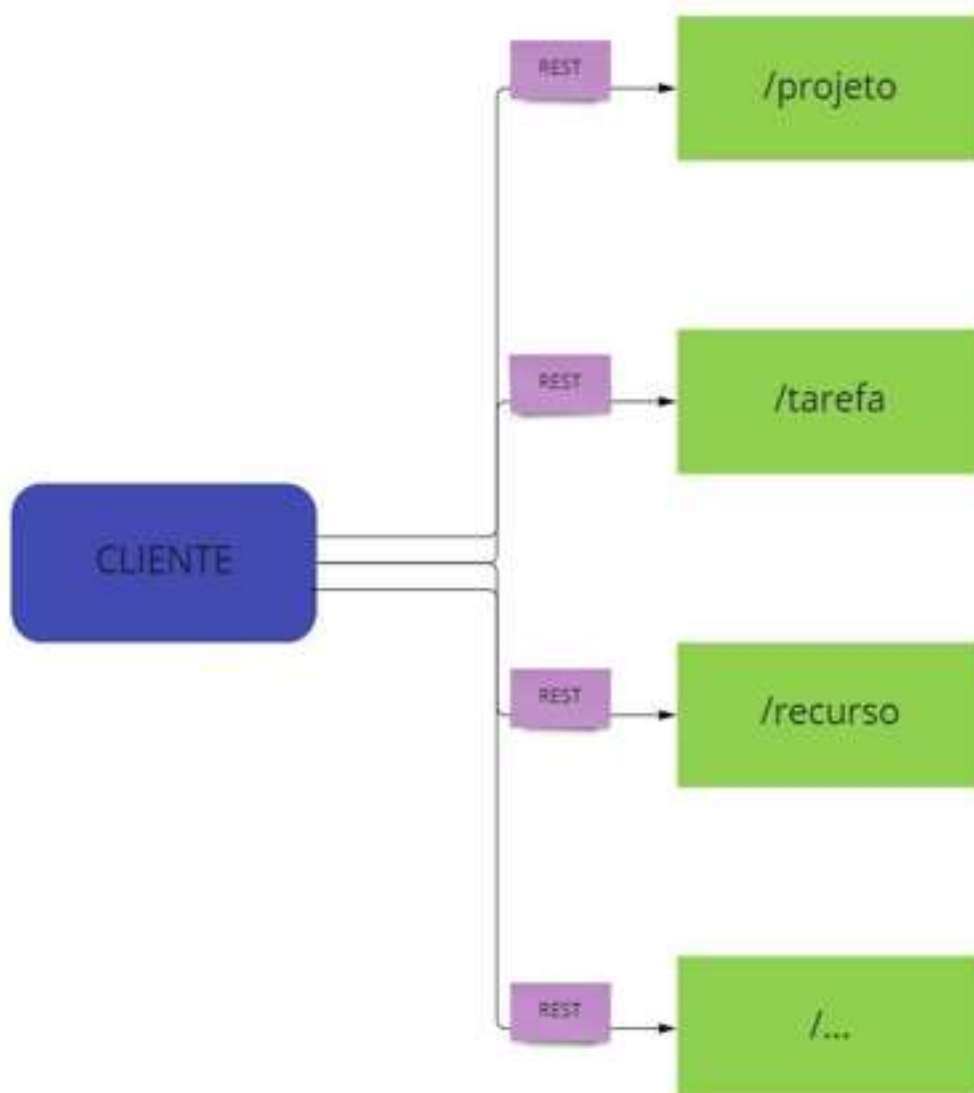 REST
/projeto
REST
/tarefa
CLIENTE
REST
/recurso
REST
/...